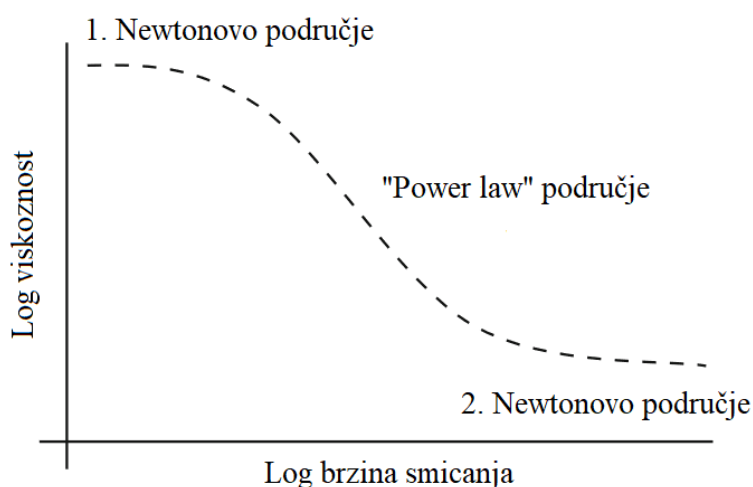 1. Newtonovo područje
Log viskoznost
"Power law" područje
2. Newtonovo područje
Log brzina smicanja